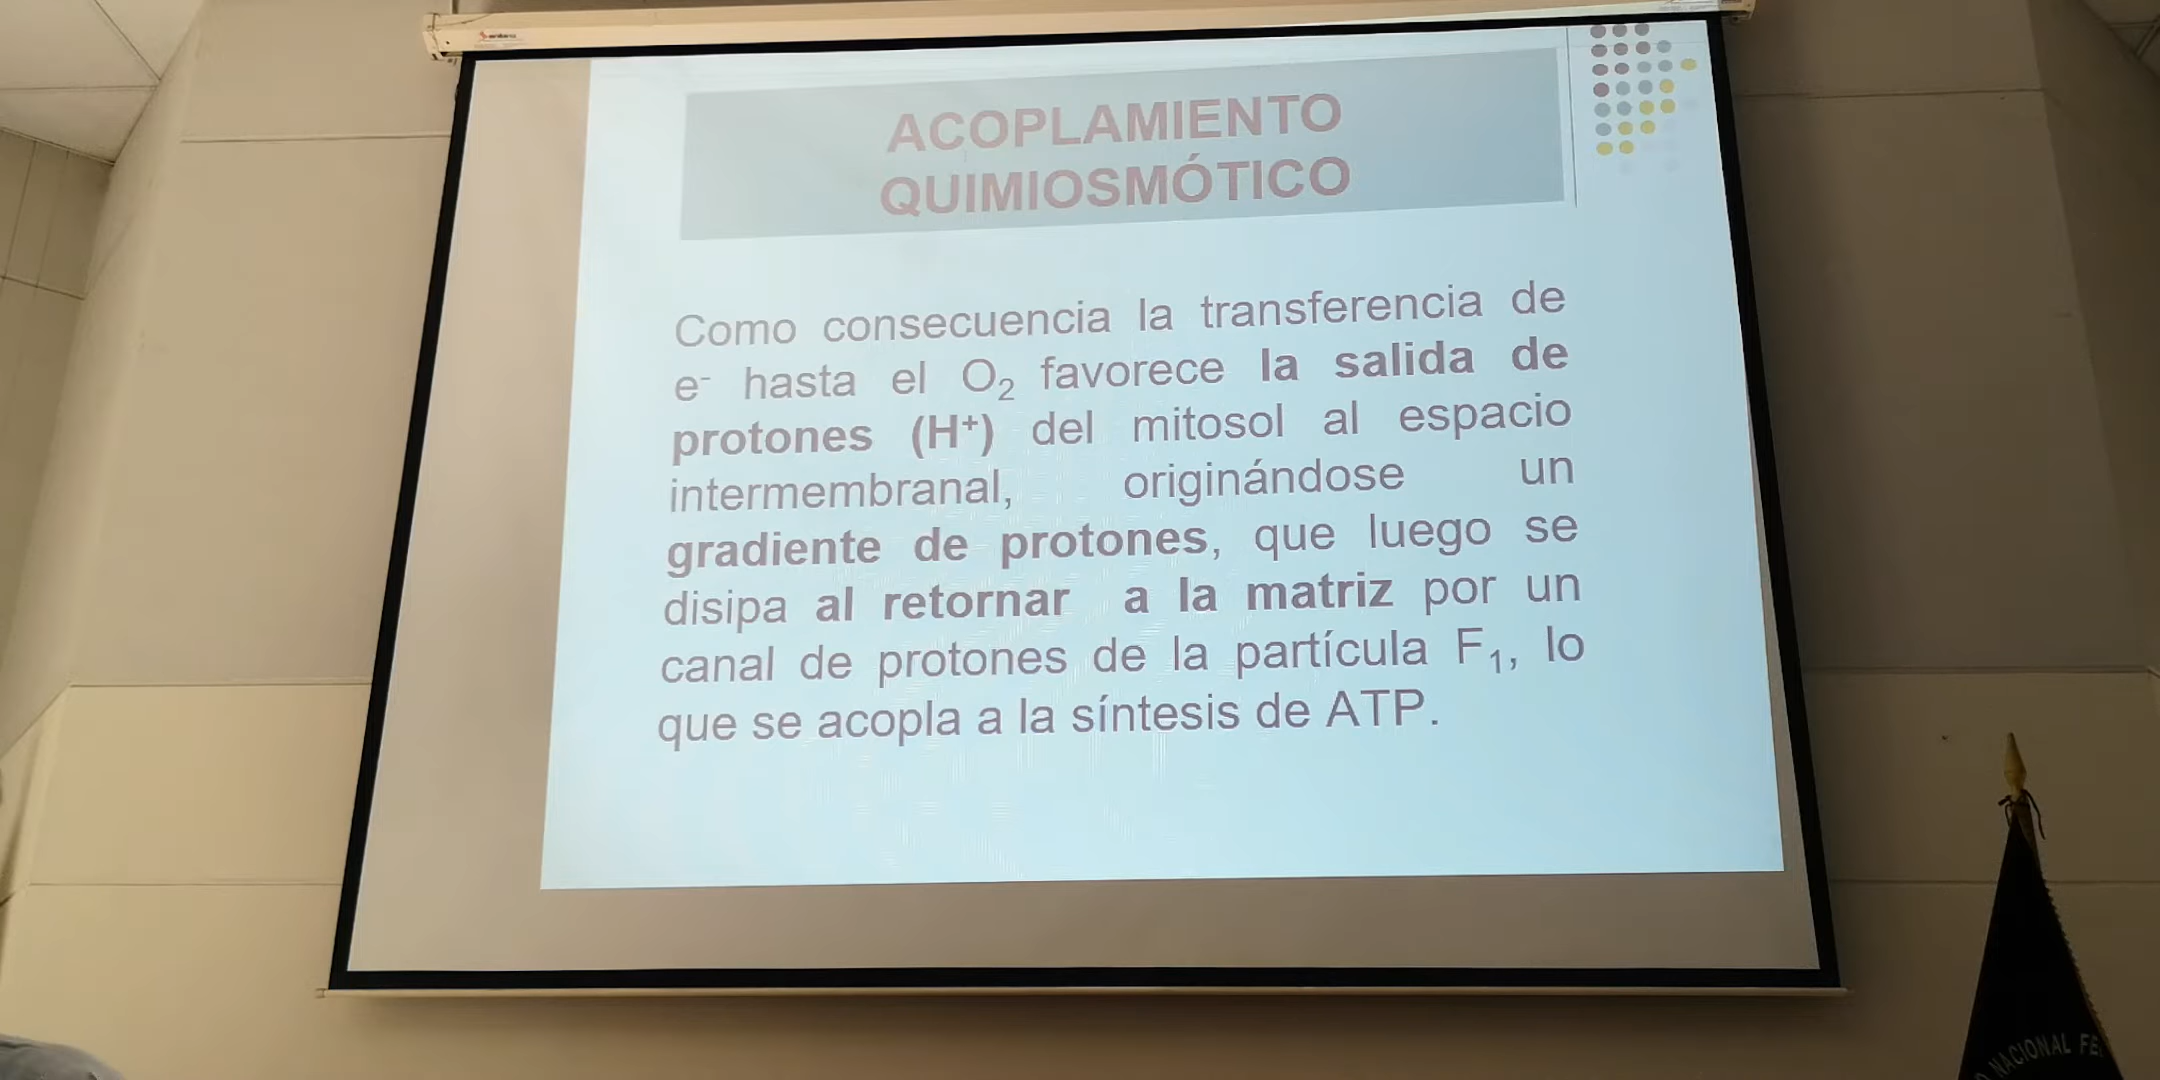 ACOPLAMIENTO
QUIMIOSMÓTICO
Como consecuencia la transferencia de
e⁻ hasta el O₂ favorece la salida de
protones (H⁺) del mitosol al espacio
intermembranal, originándose un
gradiente de protones, que luego se
disipa al retornar a la matriz por un
canal de protones de la partícula F₁, lo
que se acopla a la síntesis de ATP.
NACIONAL